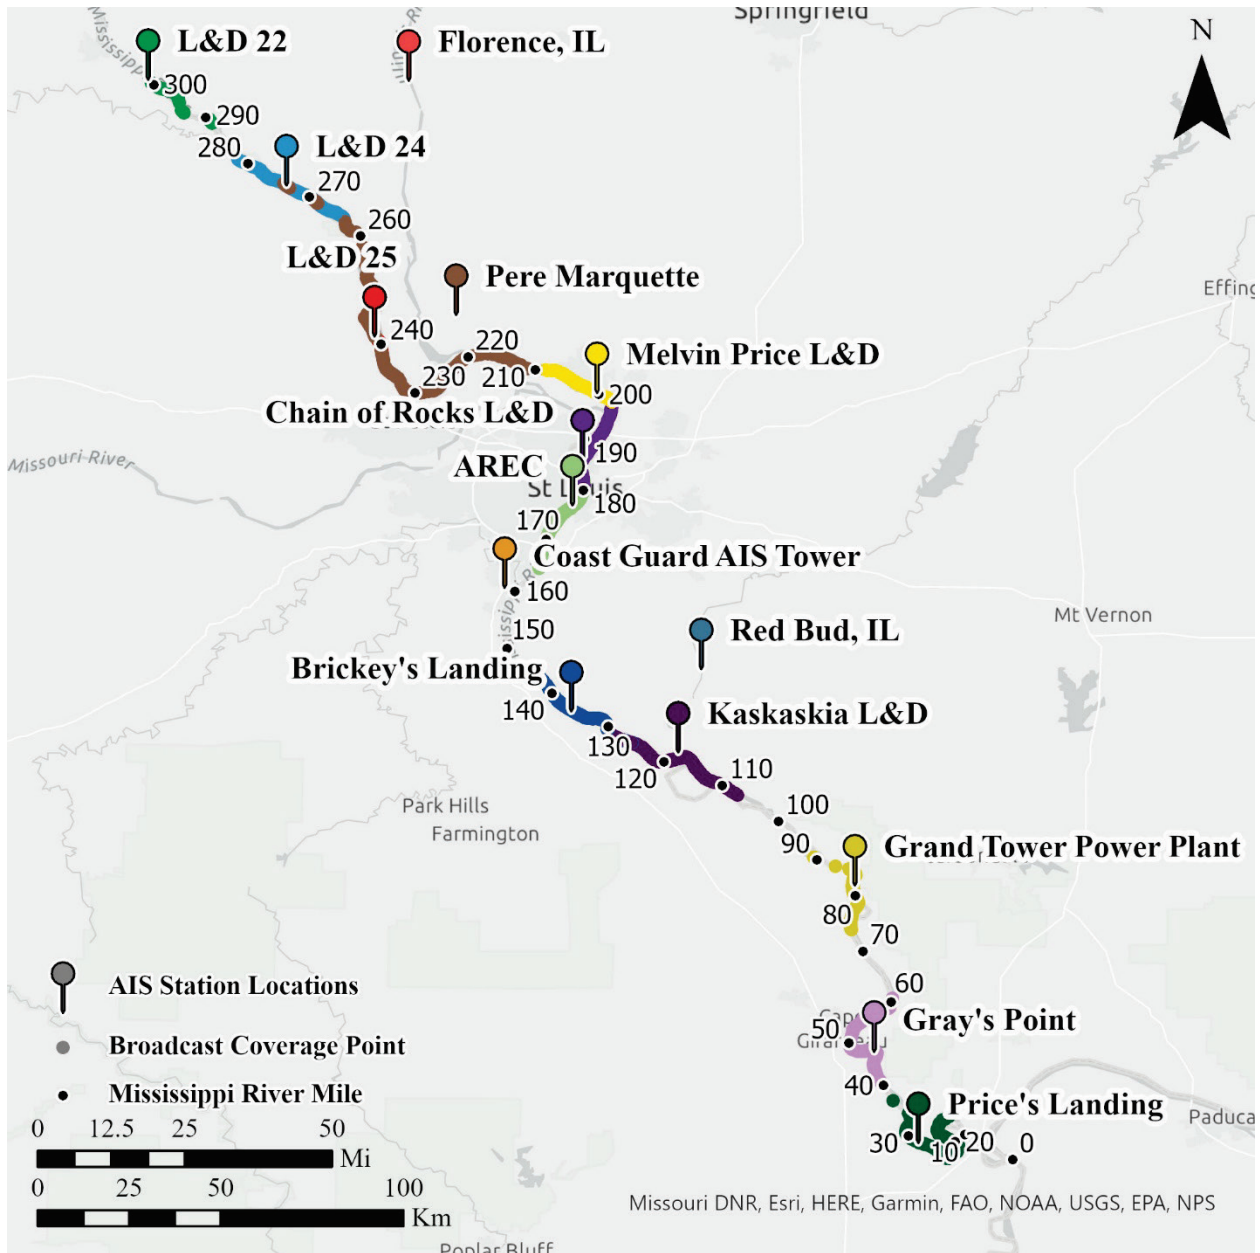 Springfield
N
Mississipp
L&D 22
Florence, IL
300
290
280
L&D 24
270
260
L&D 25
Pere Marquette
Effing
240
220
Melvin Price L&D
210
230
200
Chain of Rocks L&D
Missouri River
190
AREC
St Louis
180
170
Coast Guard AIS Tower
160
Mt Vernon
150
Red Bud, IL
Brickey's Landing
140
Kaskaskia L&D
130
120
110
Park Hills
100
Farmington
90
Grand Tower Power Plant
80
70
60
AIS Station Locations
Gray's Point
50
Cape
Girardeau
Broadcast Coverage Point
40
Mississippi River Mile
Price's Landing
Paduca
0 12.5 25 50
Mi
30
10
20
0
0 25 50 100
Km
Missouri DNR, Esri, HERE, Garmin, FAO, NOAA, USGS, EPA, NPS
Poplar Bluff